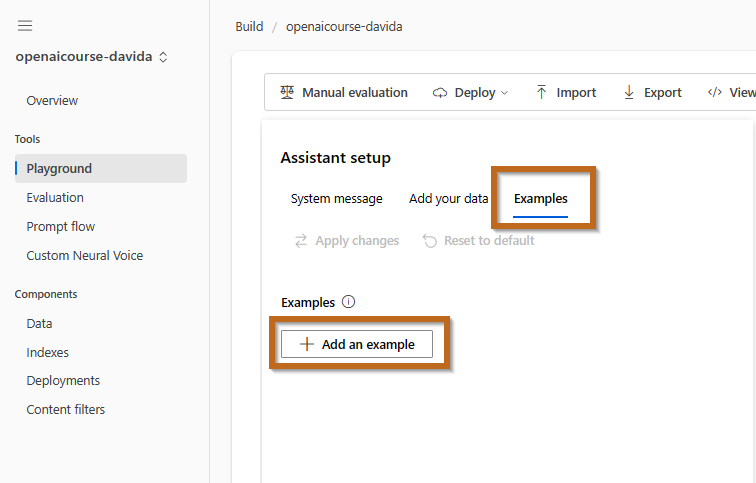 Build / openaicourse-davida
openaicourse-davida
Overview
Tools
Playground
Evaluation
Prompt flow
Custom Neural Voice
Components
Data
Indexes
Deployments
Content filters
Manual evaluation Deploy Import Export </> View
Assistant setup
System message Add your data Examples
Apply changes Reset to default
Examples
+ Add an example